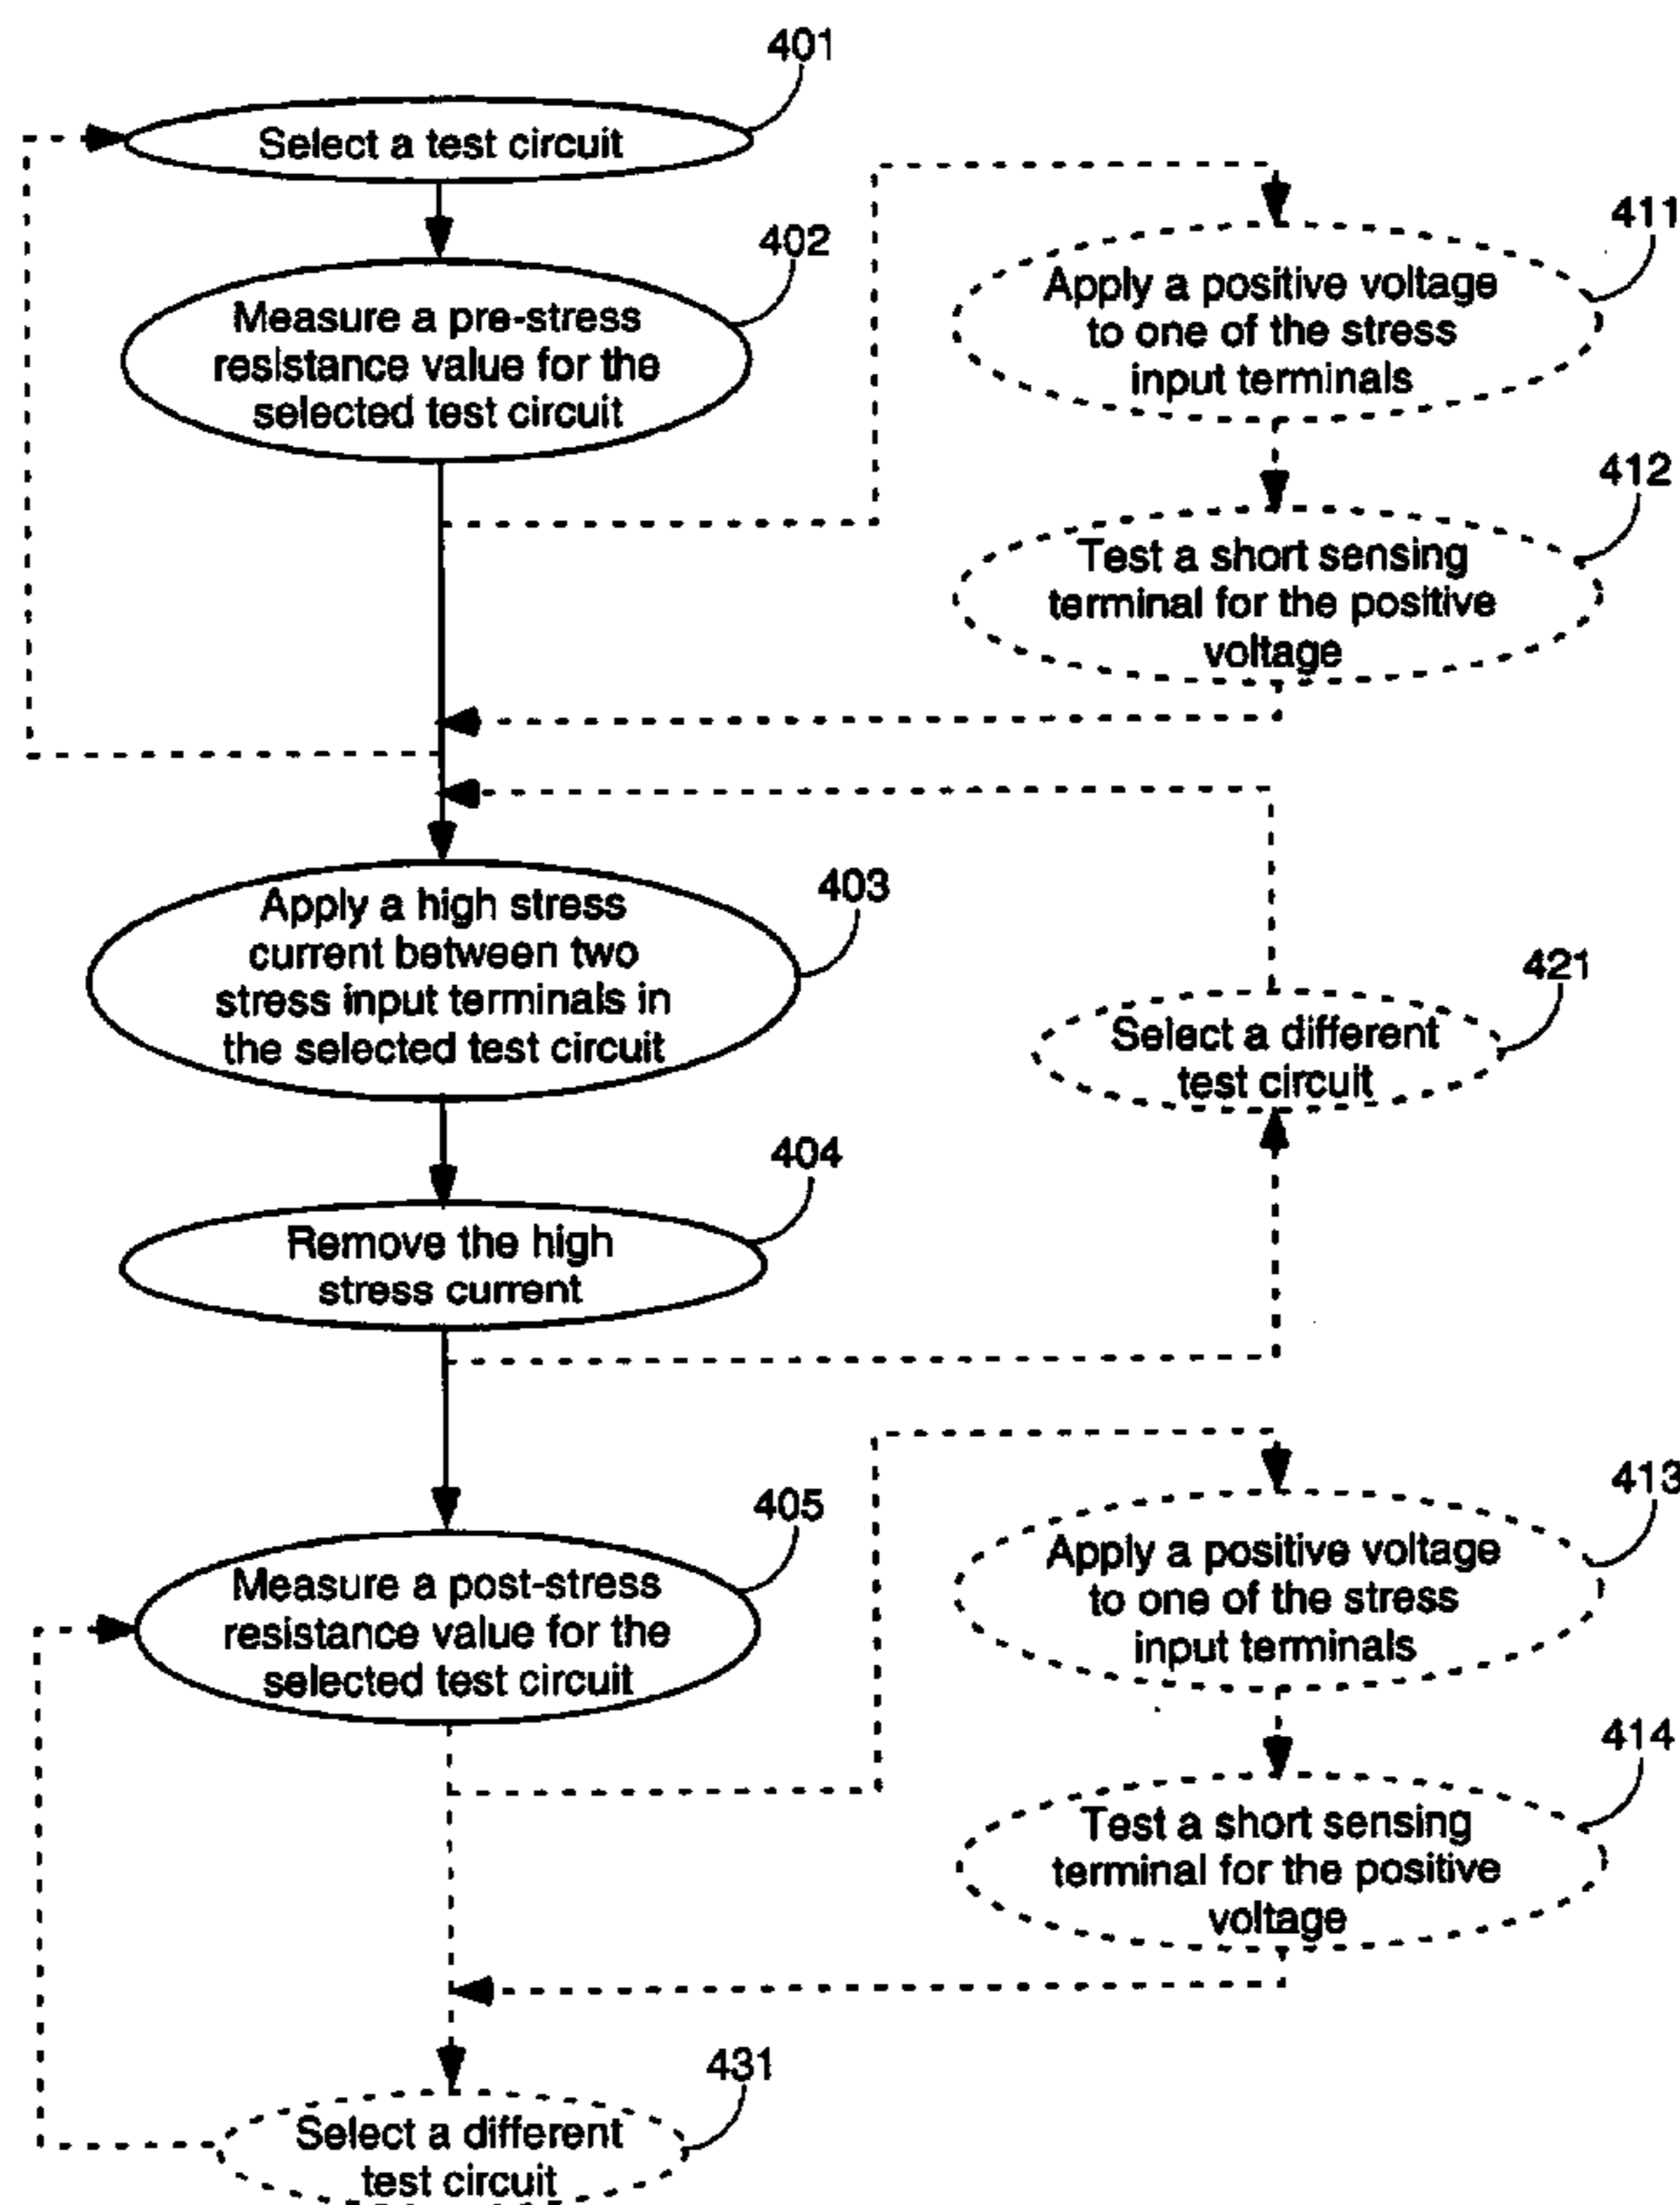 401
Select a test circuit
402
Measure a pre-stress
resistance value for the
selected test circuit
411
Apply a positive voltage
to one of the stress
input terminals
412
Test a short sensing
terminal for the positive
voltage
403
Apply a high stress
current between two
stress input terminals in
the selected test circuit
421
Select a different
test circuit
404
Remove the high
stress current
405
Measure a post-stress
resistance value for the
selected test circuit
413
Apply a positive voltage
to one of the stress
input terminals
414
Test a short sensing
terminal for the positive
voltage
431
Select a different
test circuit